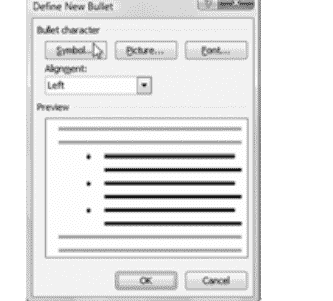 Define New Bullet
Bullet character
Symbol... Picture... Font...
Alignment:
Left
Preview
OK Cancel